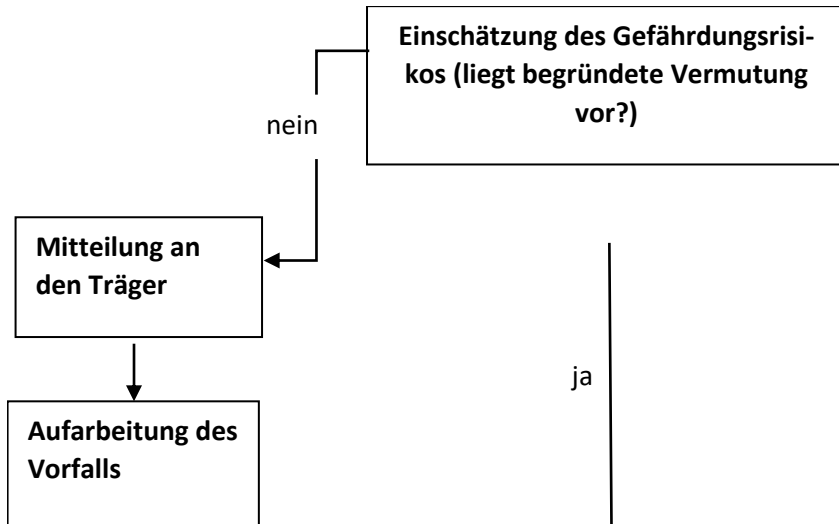 Einschätzung des Gefährdungsrisi-
kos (liegt begründete Vermutung
vor?)
nein
Mitteilung an
den Träger
ja
Aufarbeitung des
Vorfalls